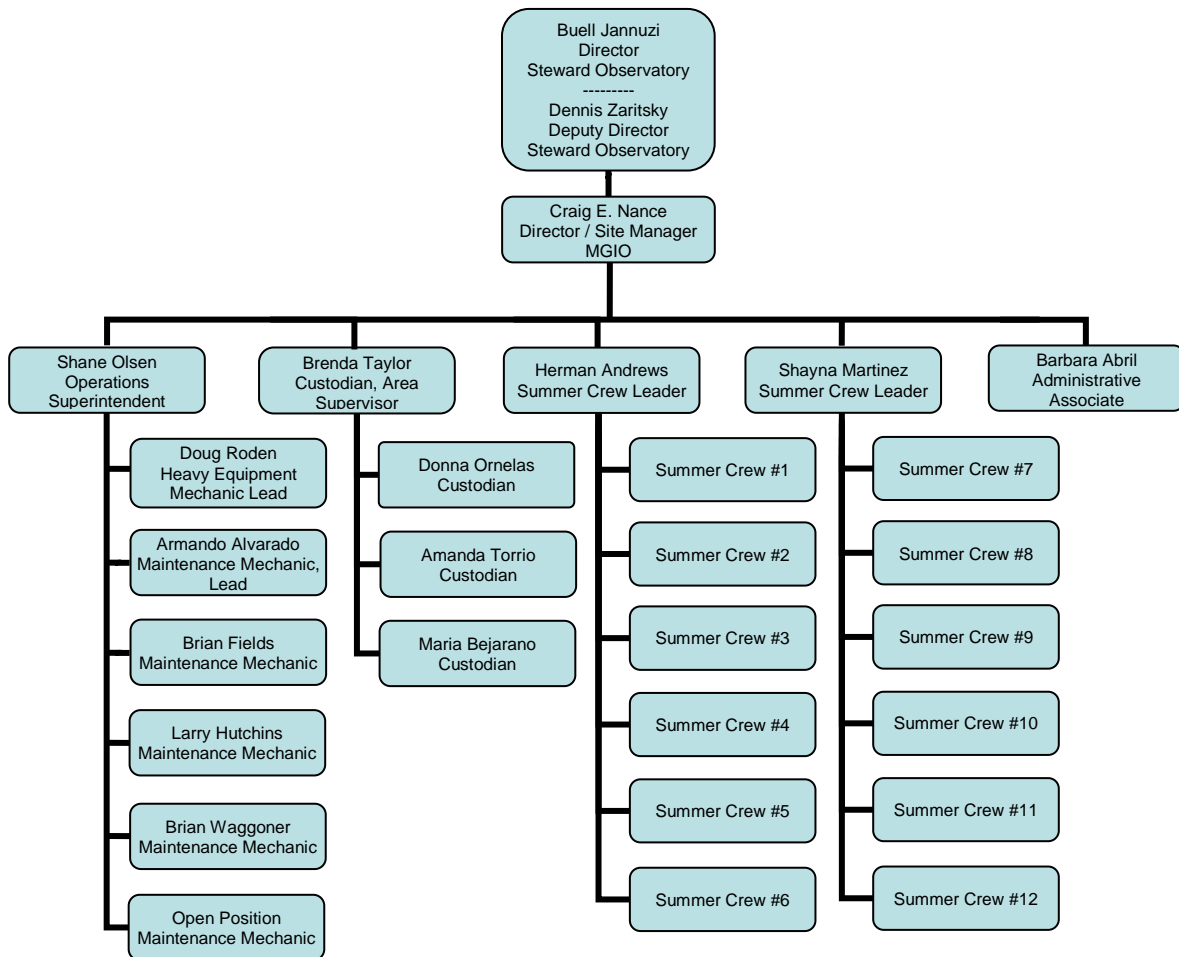 Buell Jannuzi
Director
Steward Observatory
---------
Dennis Zaritsky
Deputy Director
Steward Observatory
Craig E. Nance
Director / Site Manager
MGIO
Shane Olsen
Operations
Superintendent
Brenda Taylor
Custodian, Area
Supervisor
Herman Andrews
Summer Crew Leader
Shayna Martinez
Summer Crew Leader
Barbara Abril
Administrative
Associate
Doug Roden
Heavy Equipment
Mechanic Lead
Armando Alvarado
Maintenance Mechanic,
Lead
Brian Fields
Maintenance Mechanic
Larry Hutchins
Maintenance Mechanic
Brian Waggoner
Maintenance Mechanic
Open Position
Maintenance Mechanic
Donna Ornelas
Custodian
Amanda Torrio
Custodian
Maria Bejarano
Custodian
Summer Crew #1
Summer Crew #2
Summer Crew #3
Summer Crew #4
Summer Crew #5
Summer Crew #6
Summer Crew #7
Summer Crew #8
Summer Crew #9
Summer Crew #10
Summer Crew #11
Summer Crew #12